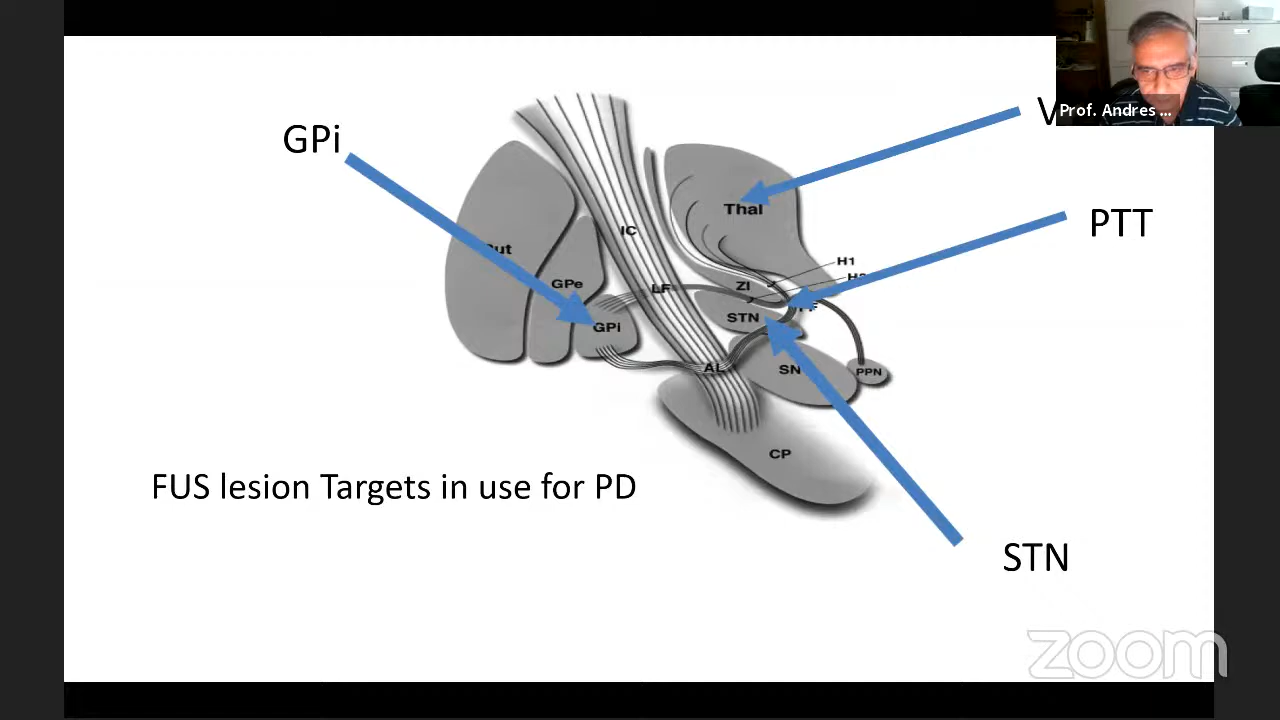 V
Prof. Andres ...
GPi
PTT
Thal
IC
H1
GPe
ZI
LF
STN
GPi
AL
SN
PPN
CP
FUS lesion Targets in use for PD
STN
zoom